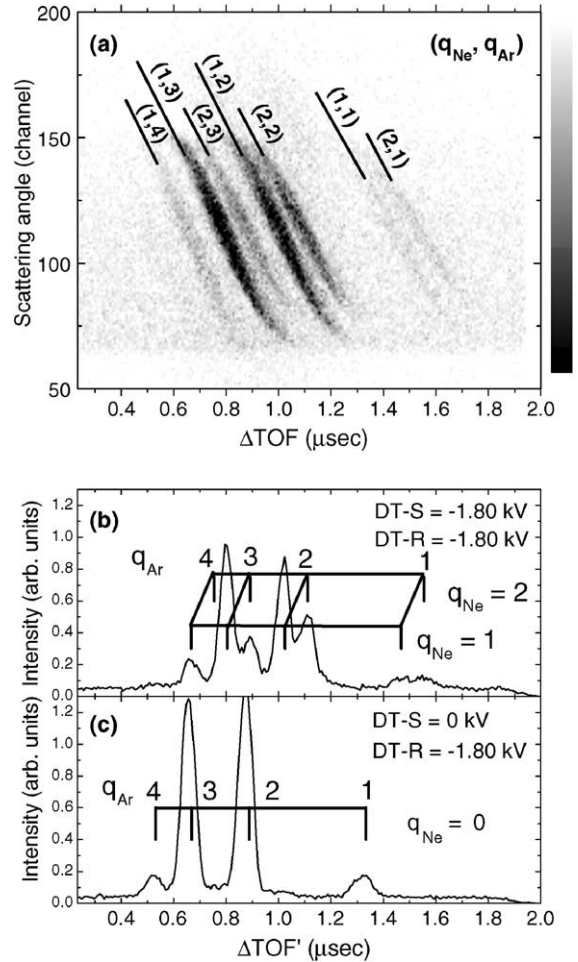 200
(a)
(q_Ne, q_Ar)
(1,4)
(1,3)
(2,3)
(1,2)
(2,2)
(1,1)
(2,1)
150
100
50
Scattering angle (channel)
0.4 0.6 0.8 1.0 1.2 1.4 1.6 1.8 2.0
ΔTOF (μsec)
(b)
DT-S = -1.80 kV
DT-R = -1.80 kV
q_Ar 4 3 2 1
q_Ne = 2
q_Ne = 1
1.2
1.0
0.8
0.6
0.4
0.2
0.0
Intensity (arb. units)
(c)
DT-S = 0 kV
DT-R = -1.80 kV
q_Ar 4 3 2 1
q_Ne = 0
1.2
1.0
0.8
0.6
0.4
0.2
0.0
Intensity (arb. units)
0.4 0.6 0.8 1.0 1.2 1.4 1.6 1.8 2.0
ΔTOF' (μsec)